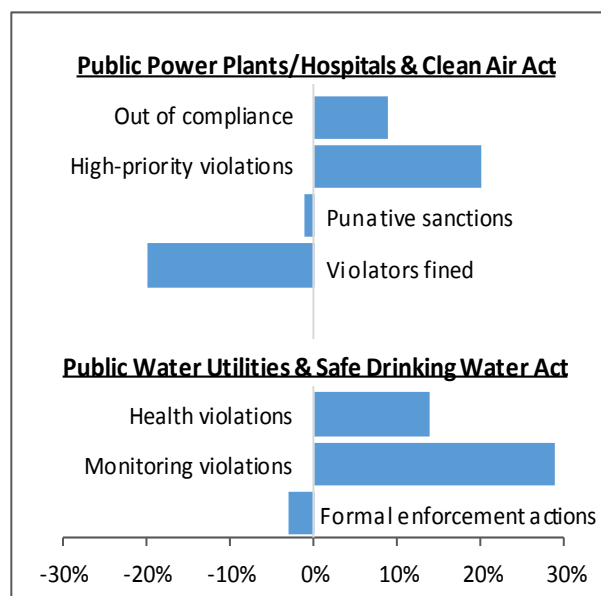 Public Power Plants/Hospitals & Clean Air Act
Out of compliance
High-priority violations
Punative sanctions
Violators fined
Public Water Utilities & Safe Drinking Water Act
Health violations
Monitoring violations
Formal enforcement actions
-30% -20% -10% 0% 10% 20% 30%